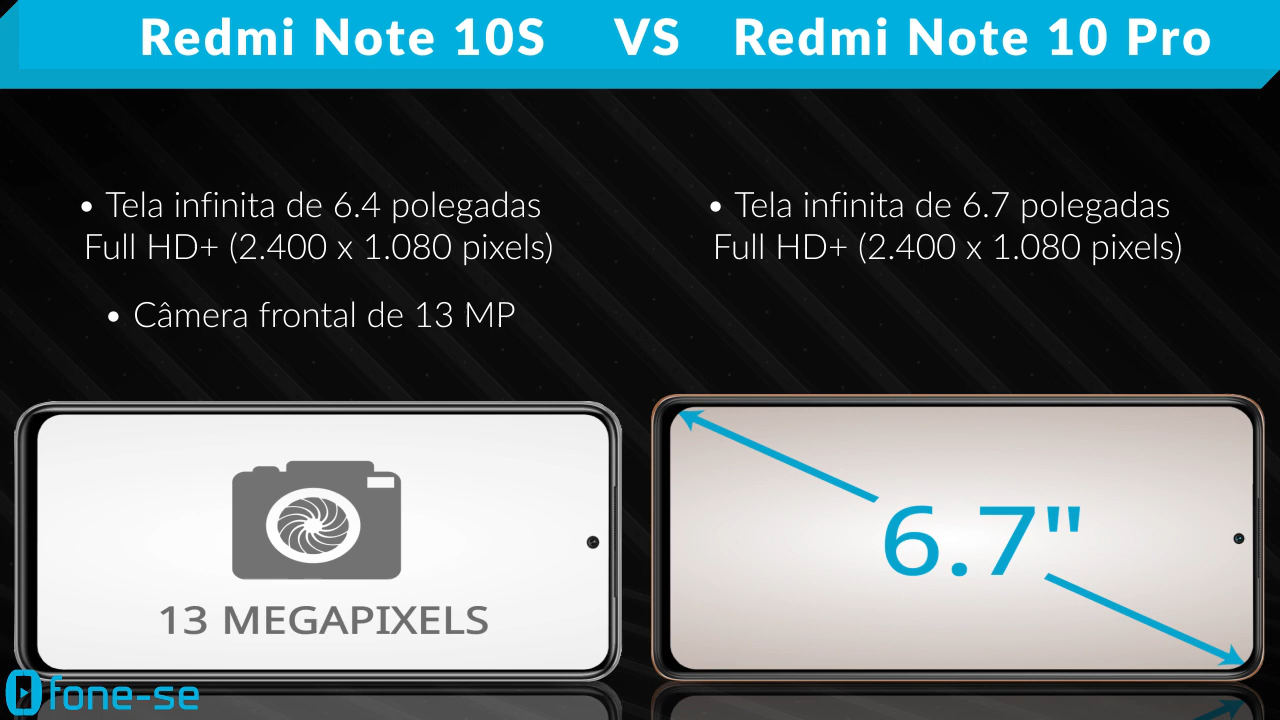 Redmi Note 10S VS Redmi Note 10 Pro
• Tela infinita de 6.4 polegadas
Full HD+ (2.400 x 1.080 pixels)
• Câmera frontal de 13 MP
• Tela infinita de 6.7 polegadas
Full HD+ (2.400 x 1.080 pixels)
13 MEGAPIXELS
6.7"
fone-se